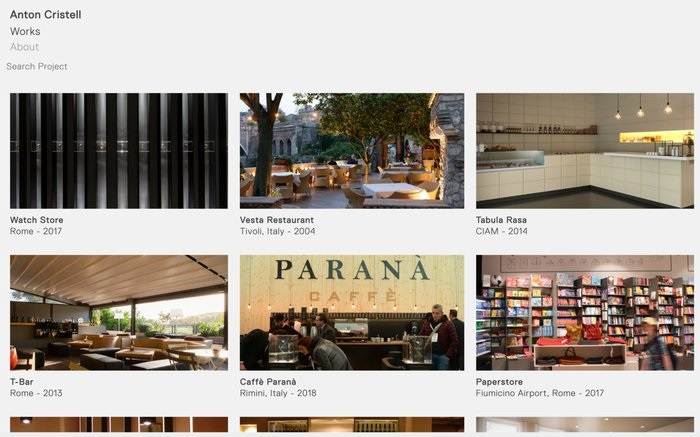 Anton Cristell
Works
About
Search Project
Watch Store
Rome - 2017
Vesta Restaurant
Tivoli, Italy - 2004
Tabula Rasa
CIAM - 2014
PARANÀ
CAFFÈ
T-Bar
Rome - 2013
Caffè Paranà
Rimini, Italy - 2018
Paperstore
Fiumicino Airport, Rome - 2017